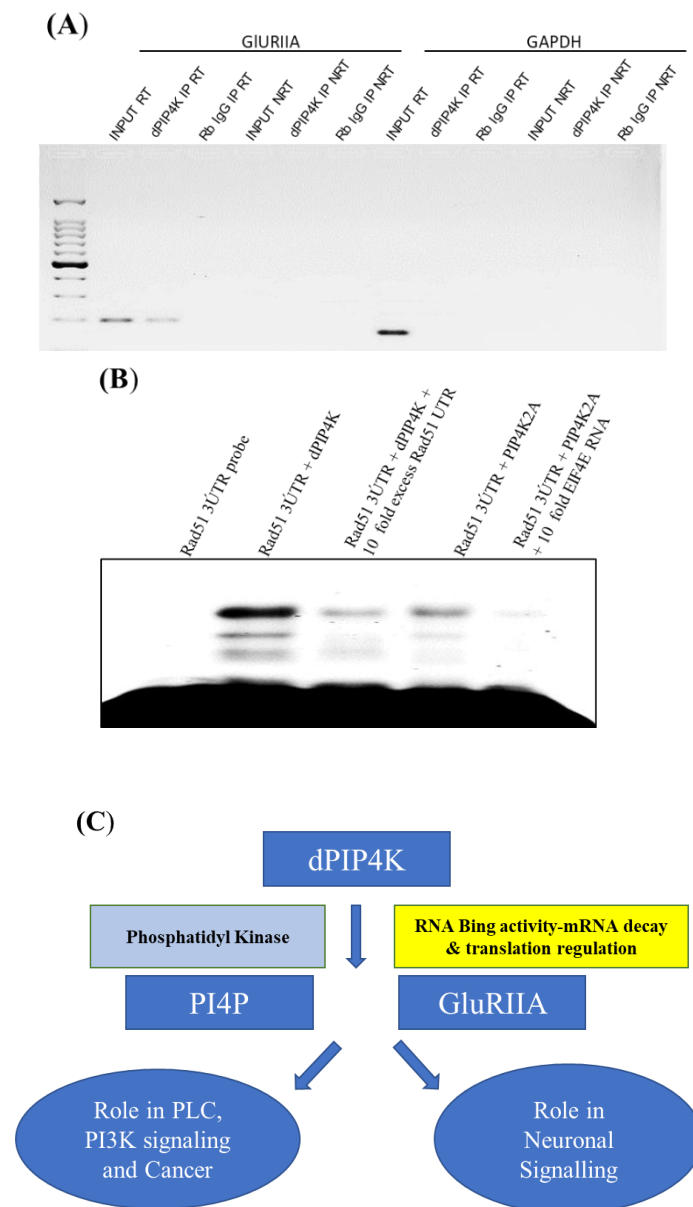 (A)
GlURIIA
GAPDH
INPUT RT
dPIP4K IP RT
Rb IgG IP RT
INPUT NRT
dPIP4K IP NRT
Rb IgG IP NRT
INPUT RT
dPIP4K IP RT
Rb IgG IP RT
INPUT NRT
dPIP4K IP NRT
Rb IgG IP NRT
(B)
Rad51 3ÚTR probe
Rad51 3ÚTR + dPIP4K
Rad51 3ÚTR + dPIP4K +
10 fold excess Rad51 UTR
Rad51 3ÚTR + PIP4K2A
Rad51 3ÚTR + PIP4K2A
+ 10 fold EIF4E RNA
(C)
dPIP4K
Phosphatidyl Kinase
RNA Bing activity-mRNA decay
& translation regulation
PI4P
GluRIIA
Role in PLC,
PI3K signaling
and Cancer
Role in
Neuronal
Signalling